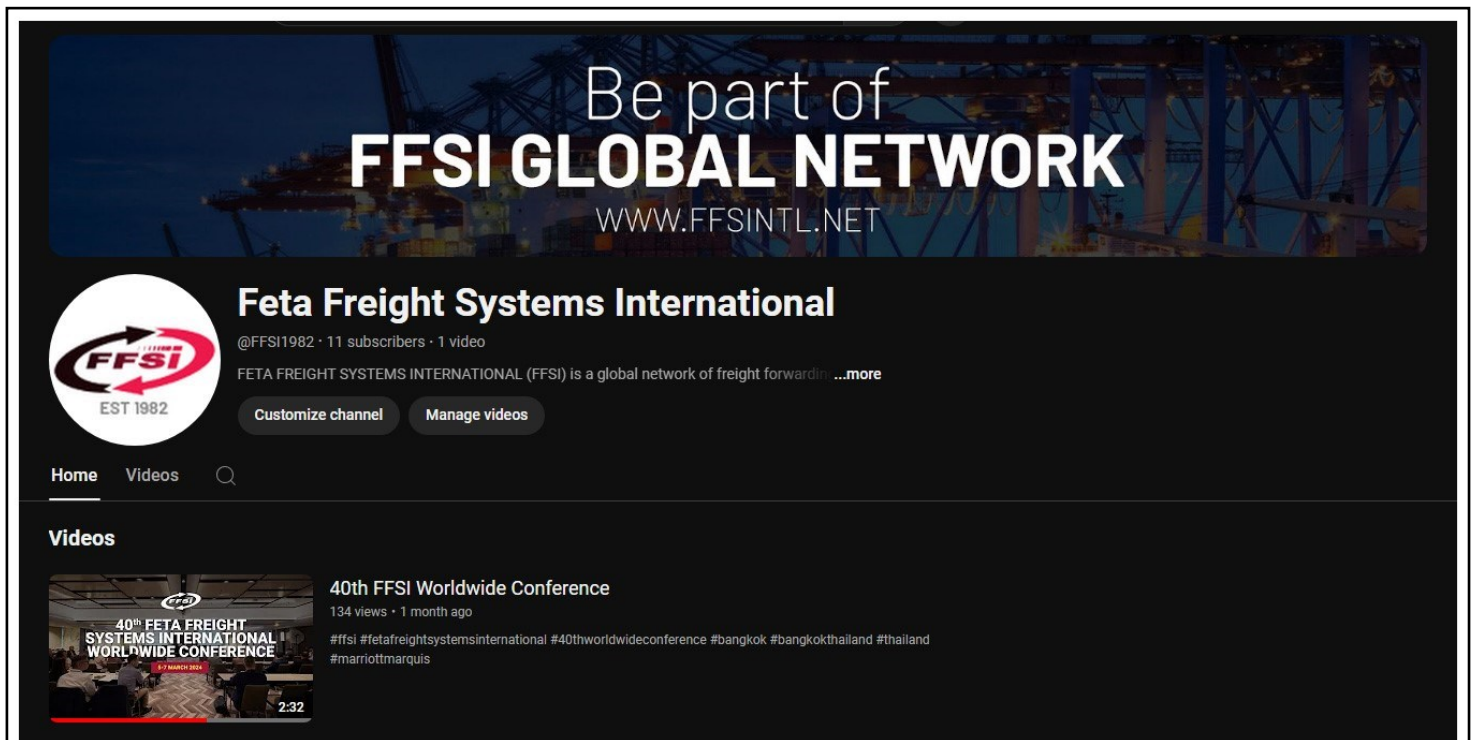 Be part of
FFSI GLOBAL NETWORK
WWW.FFSINTL.NET
FFSI
EST 1982
Feta Freight Systems International
@FFSI1982 · 11 subscribers · 1 video
FETA FREIGHT SYSTEMS INTERNATIONAL (FFSI) is a global network of freight forwardin ...more
Customize channel Manage videos
Home Videos
Videos
FFSI
40th FETA FREIGHT
SYSTEMS INTERNATIONAL
WORLDWIDE CONFERENCE
5-7 MARCH 2024
2:32
40th FFSI Worldwide Conference
134 views • 1 month ago
#ffsi #fetafreightsystemsinternational #40thworldwideconference #bangkok #bangkokthailand #thailand
#marriottmarquis